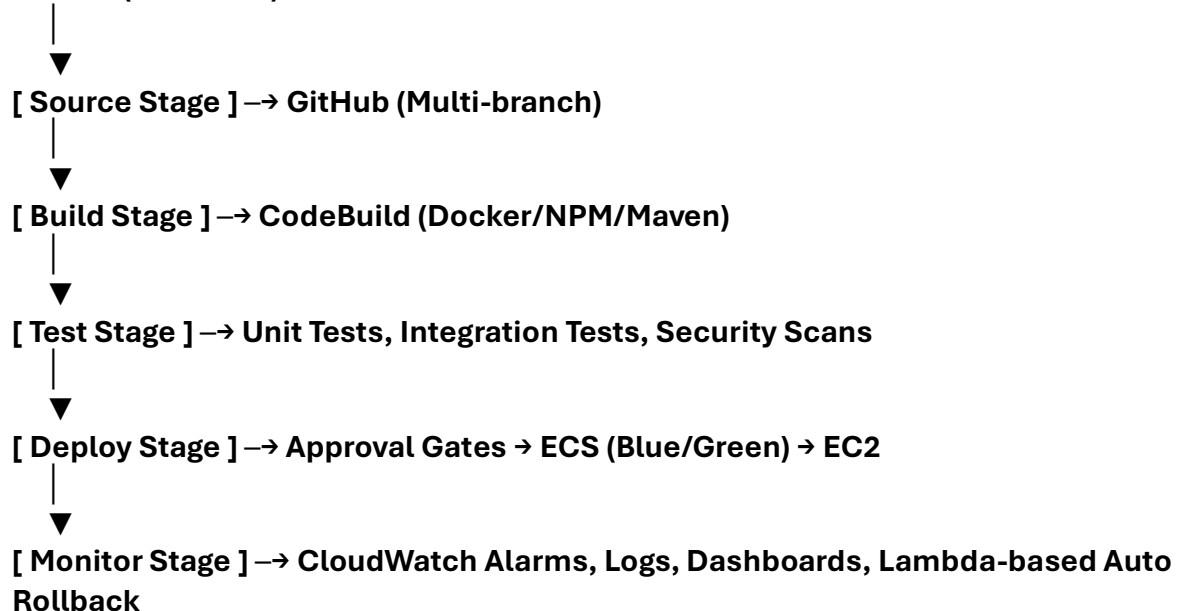 [ Source Stage ] –→ GitHub (Multi-branch)
[ Build Stage ] –→ CodeBuild (Docker/NPM/Maven)
[ Test Stage ] –→ Unit Tests, Integration Tests, Security Scans
[ Deploy Stage ] –→ Approval Gates → ECS (Blue/Green) → EC2
[ Monitor Stage ] –→ CloudWatch Alarms, Logs, Dashboards, Lambda-based Auto
Rollback